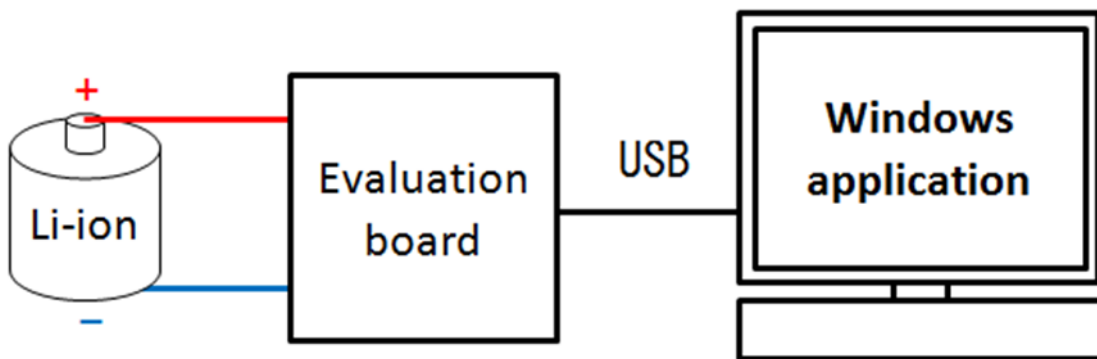 +
Li-ion
−
Evaluation
board
USB
Windows
application